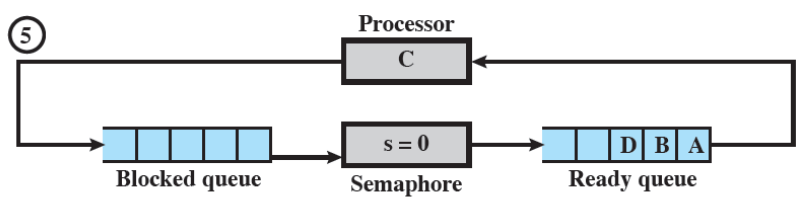 5
Processor
C
s = 0
D B A
Blocked queue
Semaphore
Ready queue